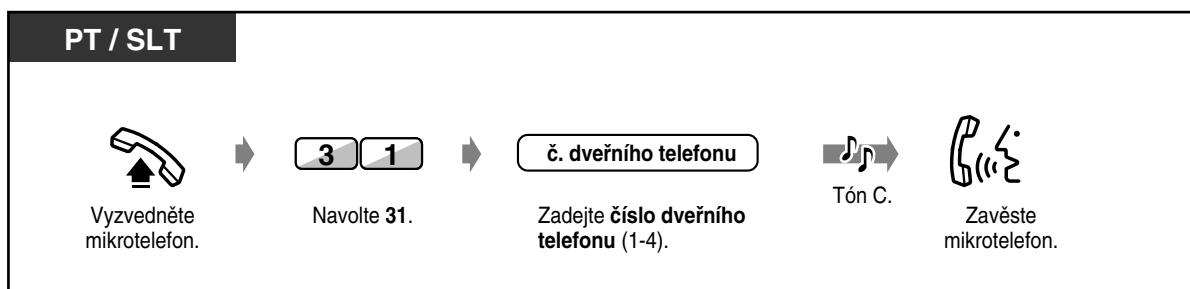 PT / SLT
3 1
č. dveřního telefonu
Vyzvedněte
mikrotelefon.
Navolte 31.
Zadejte číslo dveřního
telefonu (1-4).
Tón C.
Zavěste
mikrotelefon.